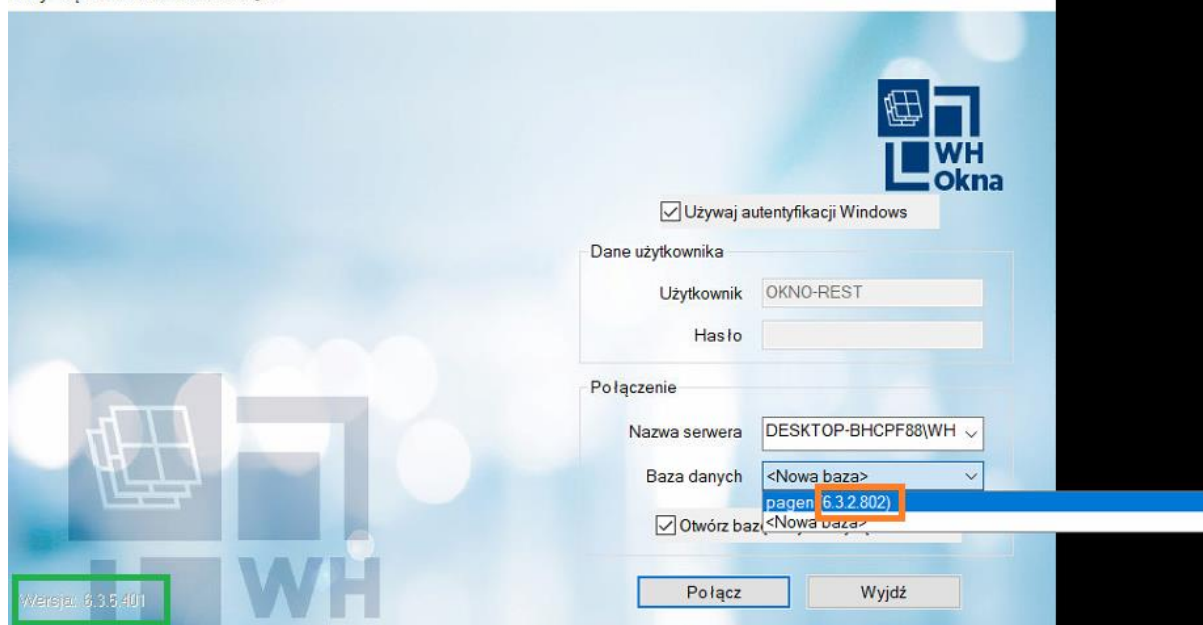 WH
Okna
Używaj autentyfikacji Windows
Dane użytkownika
Użytkownik OKNO-REST
Hasło
Połączenie
Nazwa serwera DESKTOP-BHCPF88\WH
Baza danych <Nowa baza>
pagen (6.3.2.802)
Otwórz <Nowa baza>
WH
Wersja: 6.3.5.401
Połącz Wyjdź